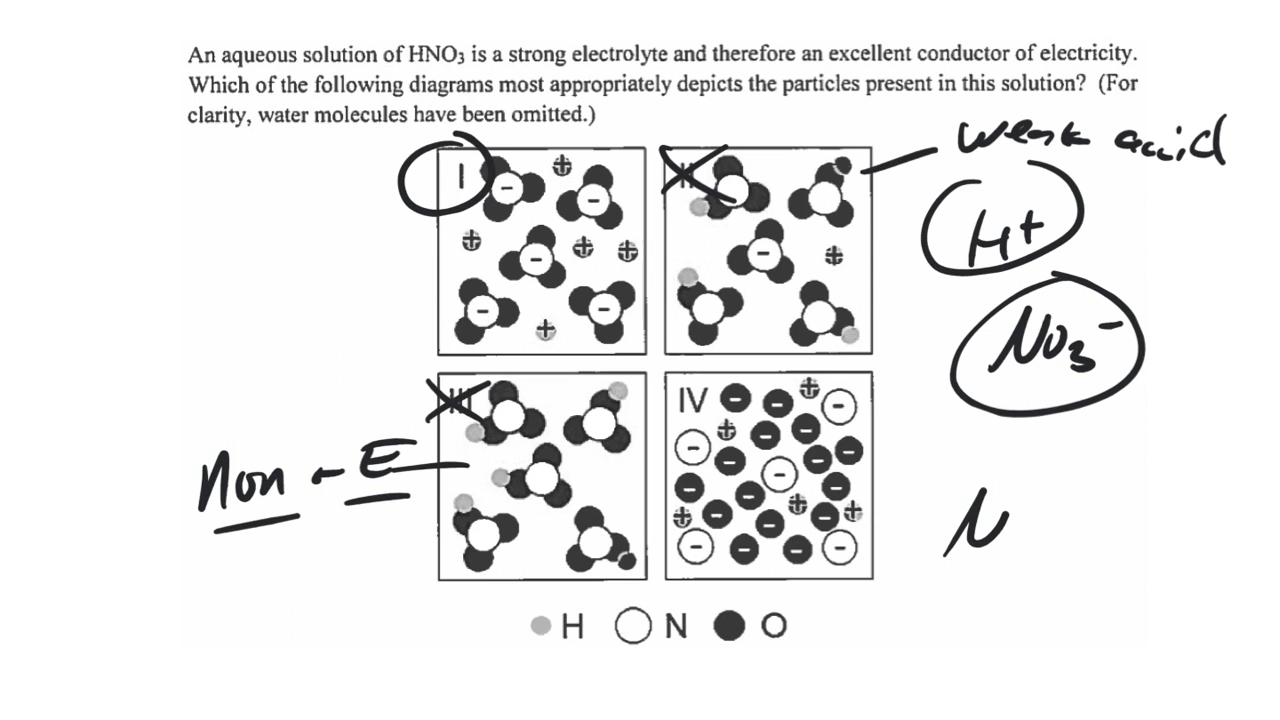 An aqueous solution of HNO₃ is a strong electrolyte and therefore an excellent conductor of electricity.
Which of the following diagrams most appropriately depicts the particles present in this solution? (For
clarity, water molecules have been omitted.)
weak acid
I
II
H+
NO₃⁻
III
IV
Non-E
N
H N O